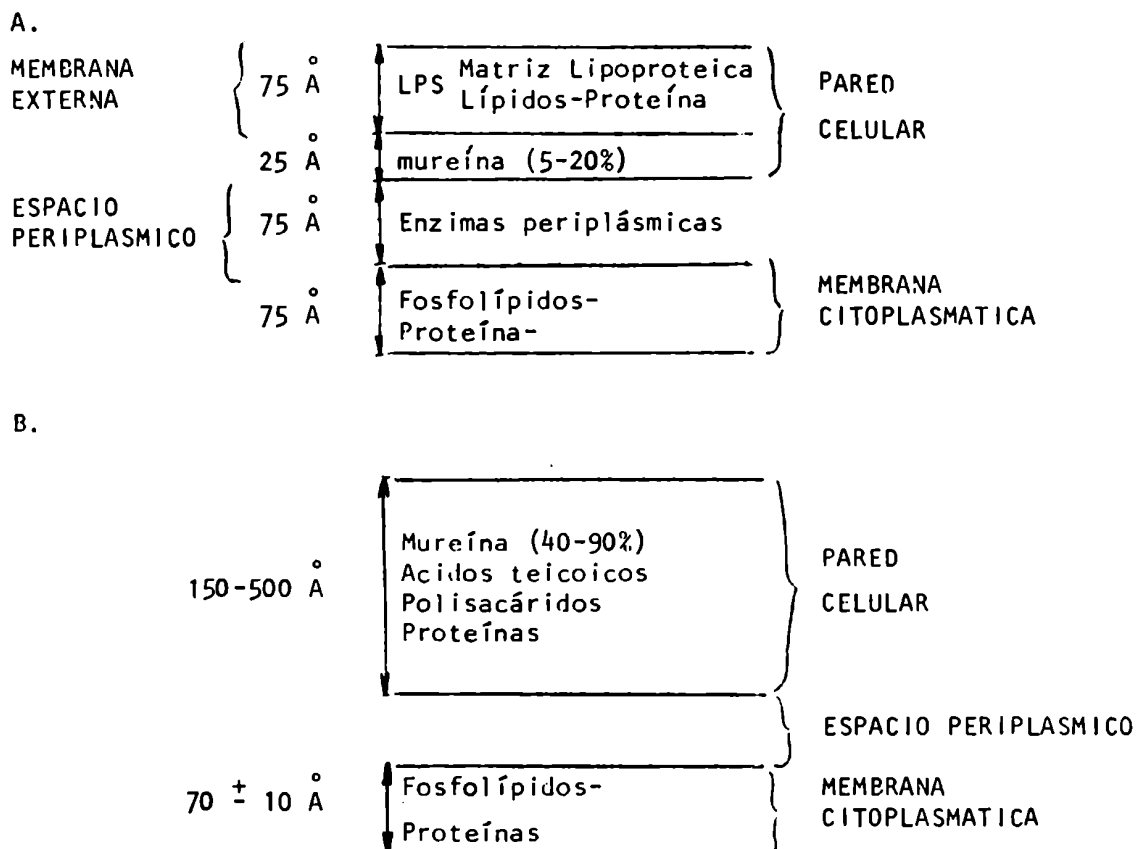 A.
MEMBRANA
EXTERNA
75 Å
LPS Matriz Lipoproteica
Lípidos-Proteína
PARED
CELULAR
25 Å
mureína (5-20%)
ESPACIO
PERIPLASMICO
75 Å
Enzimas periplásmicas
75 Å
Fosfolípidos-
Proteína-
MEMBRANA
CITOPLASMATICA
B.
150-500 Å
Mureína (40-90%)
Acidos teicoicos
Polisacáridos
Proteínas
PARED
CELULAR
ESPACIO PERIPLASMICO
70 ± 10 Å
Fosfolípidos-
Proteínas
MEMBRANA
CITOPLASMATICA